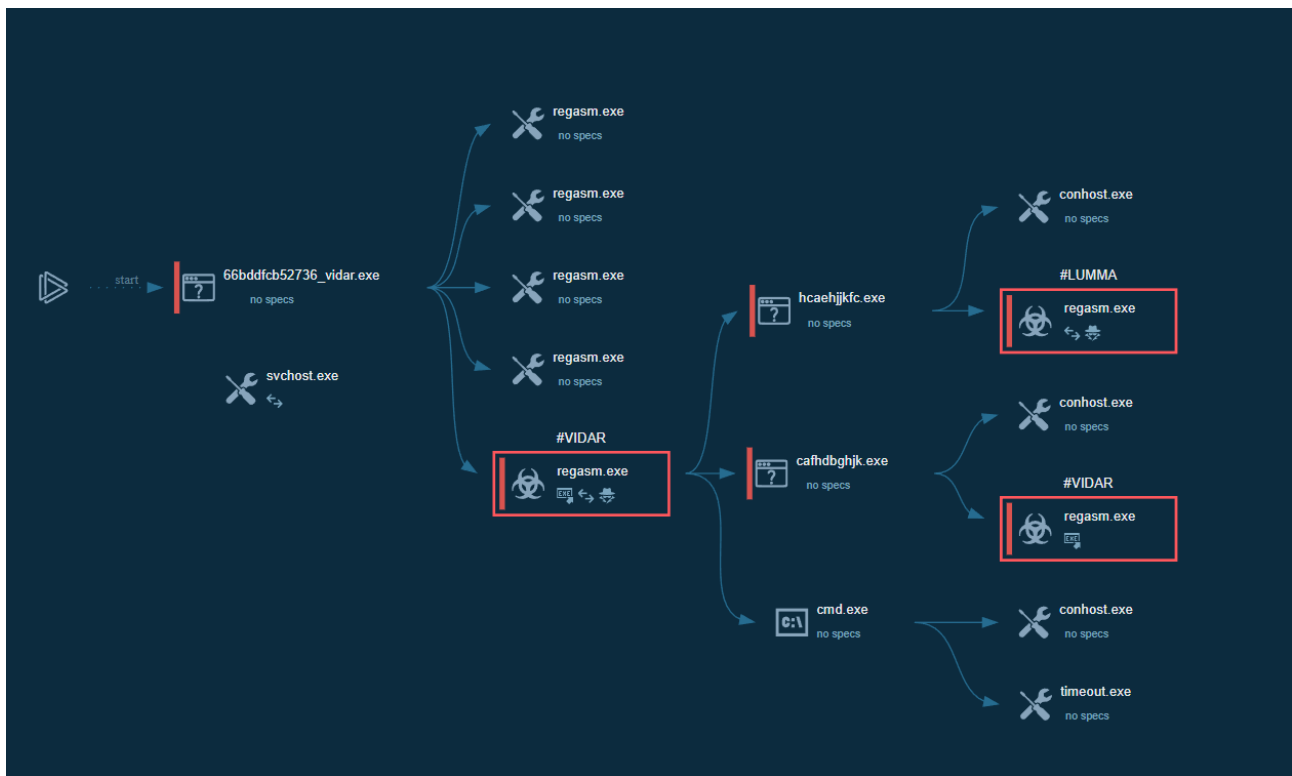 start
66bddfcb52736_vidar.exe
no specs
svchost.exe
regasm.exe
no specs
regasm.exe
no specs
regasm.exe
no specs
regasm.exe
no specs
#VIDAR
regasm.exe
EXE
hcaehjjkfc.exe
no specs
cafhdbghjk.exe
no specs
C:\
cmd.exe
no specs
conhost.exe
no specs
#LUMMA
regasm.exe
conhost.exe
no specs
#VIDAR
regasm.exe
EXE
conhost.exe
no specs
timeout.exe
no specs